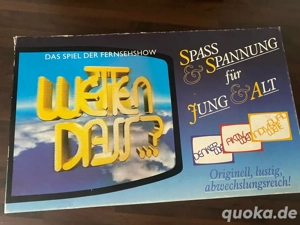 DAS SPIEL DER FERNSEHSHOW
WETTEN
DASS..?
SPASS
& SPANNUNG
für
JUNG & ALT
Originell, lustig,
abwechslungsreich!
quoka.de